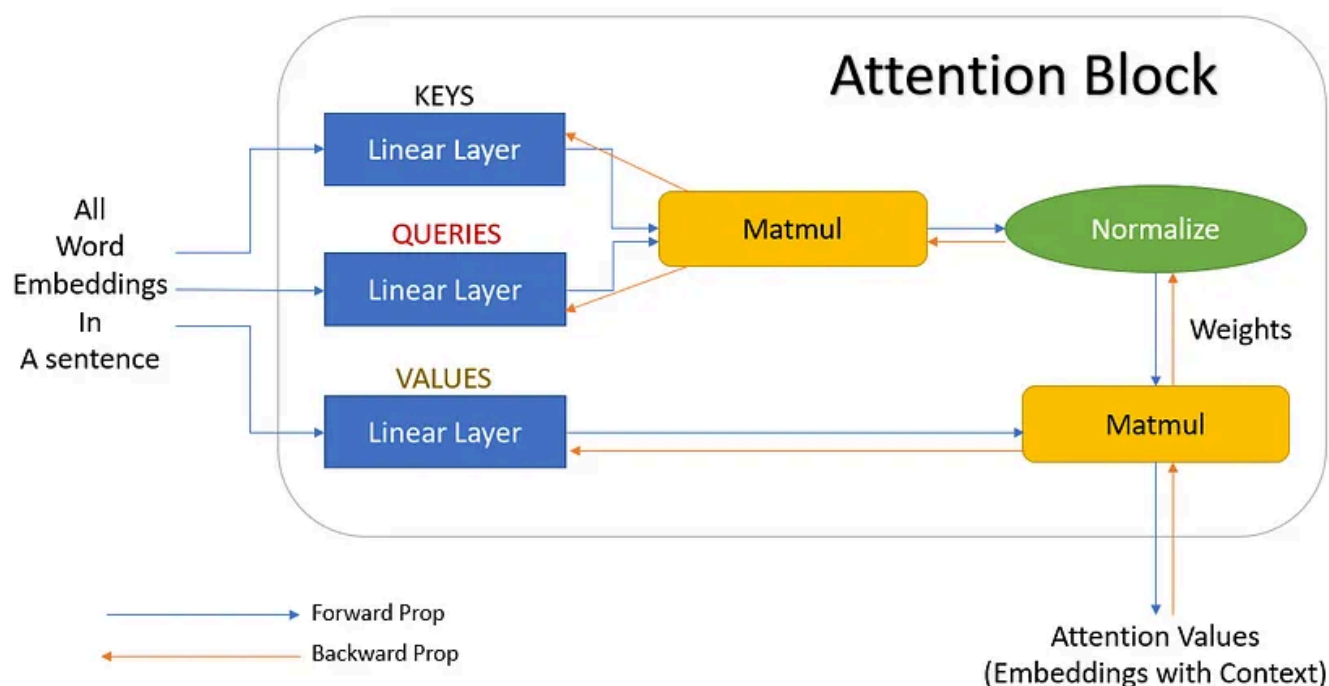 Attention Block
KEYS
Linear Layer
All
Word
Embeddings
In
A sentence
QUERIES
Linear Layer
Matmul
Normalize
Weights
VALUES
Linear Layer
Matmul
Forward Prop
Backward Prop
Attention Values
(Embeddings with Context)